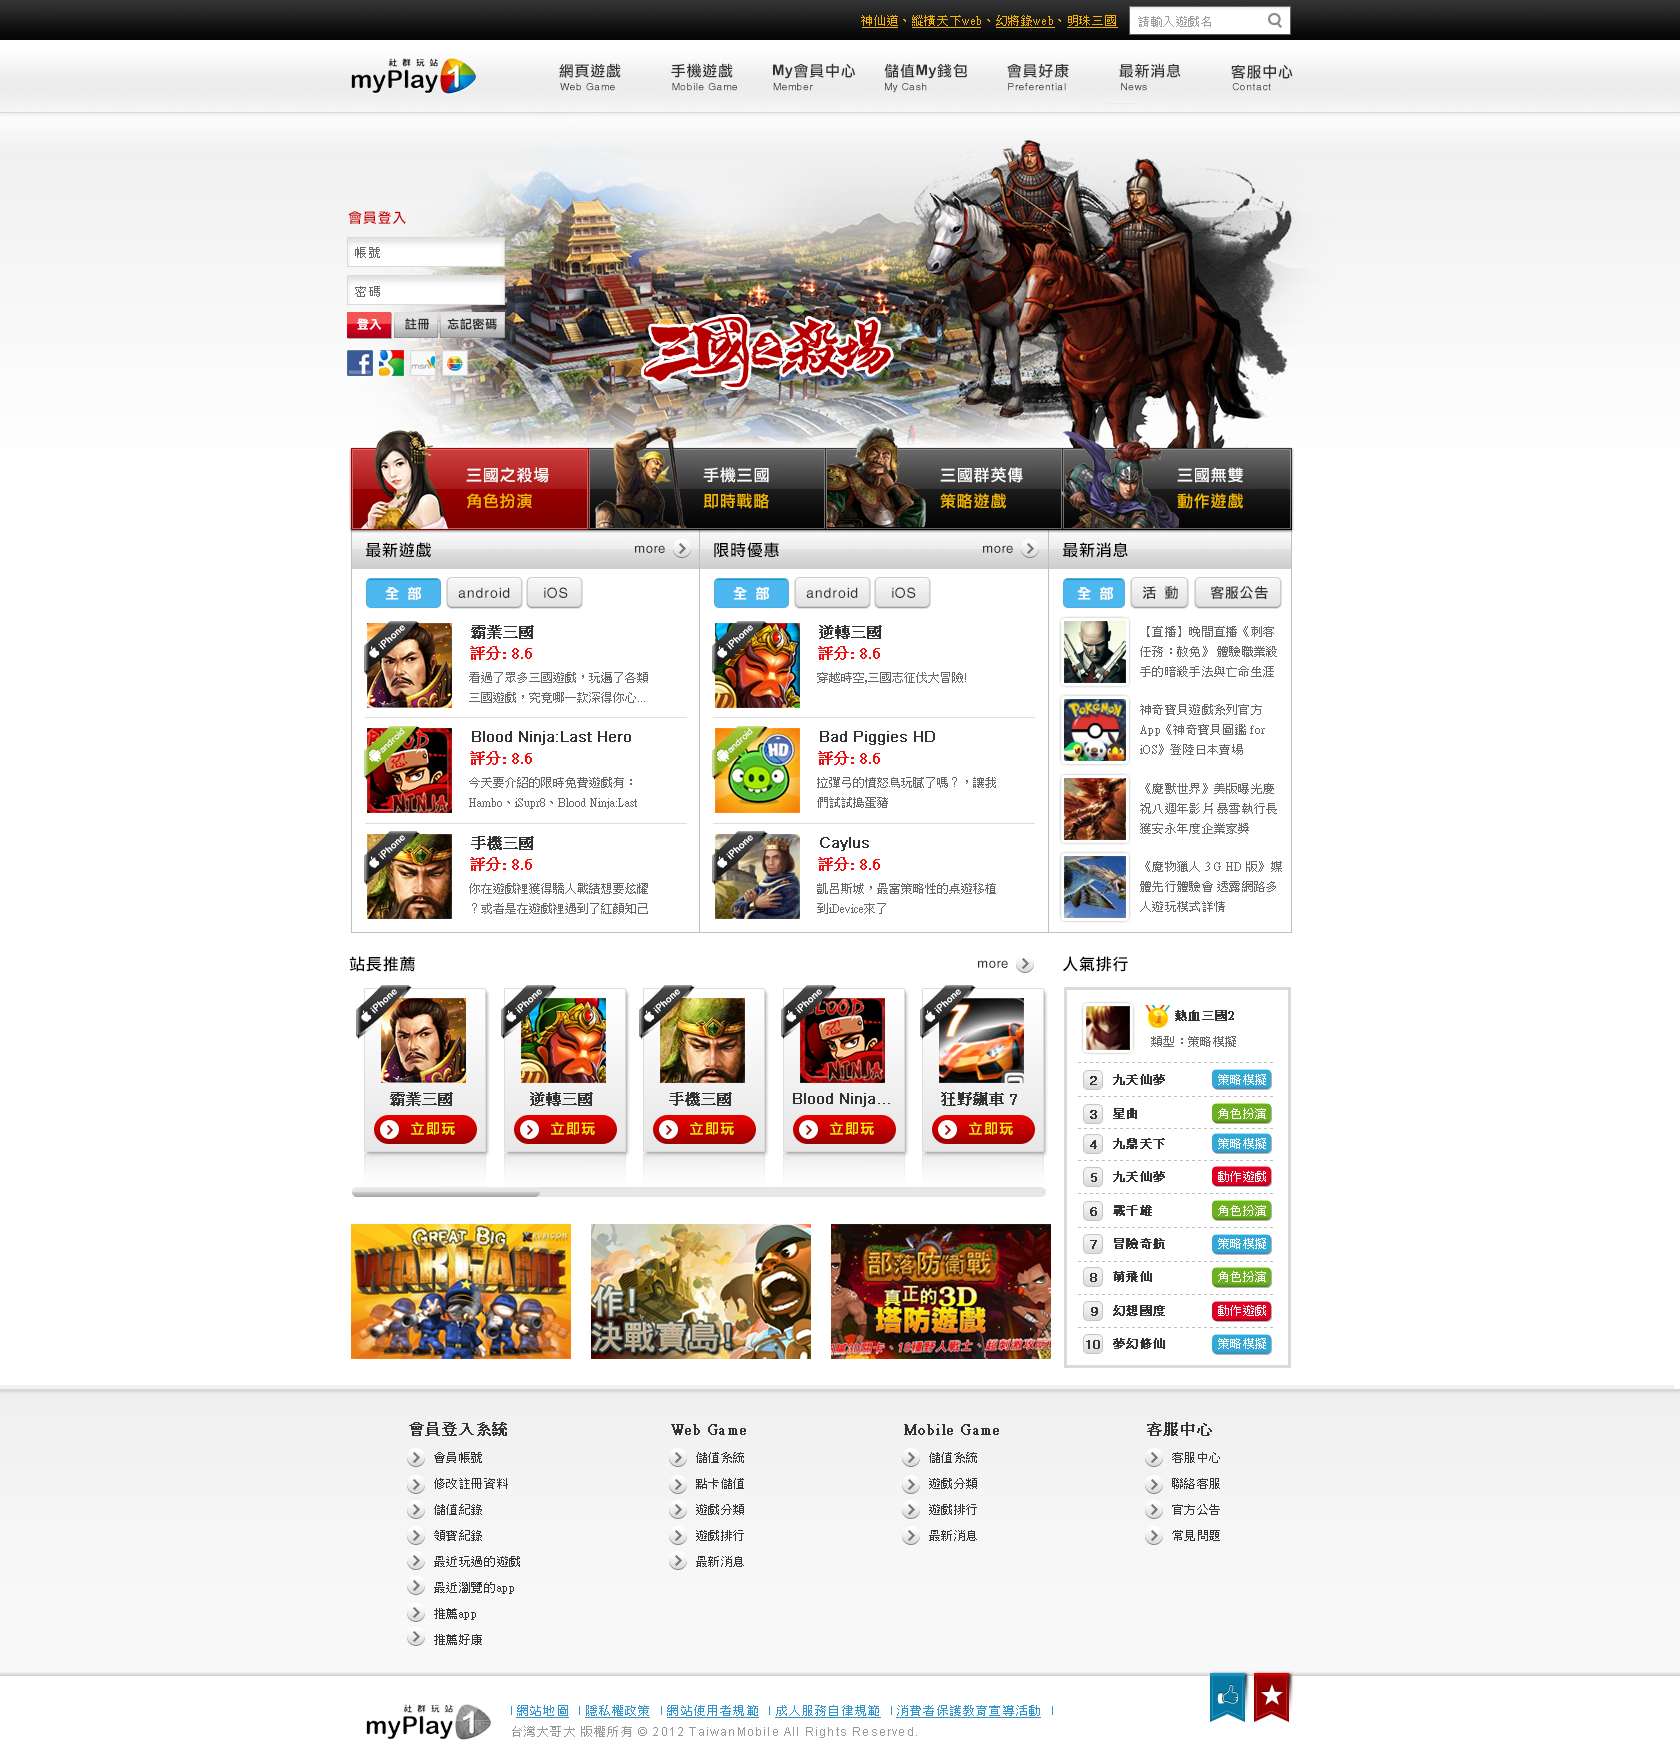 神仙道、縱橫天下web、幻將錄web、明珠三國
請輸入遊戲名
社群玩站
myPlay1
網頁遊戲
Web Game
手機遊戲
Mobile Game
My會員中心
Member
儲值My錢包
My Cash
會員好康
Preferential
最新消息
News
客服中心
Contact
會員登入
帳號
密碼
登入 註冊 忘記密碼
msn
三國之殺場
三國之殺場
角色扮演
手機三國
即時戰略
三國群英傳
策略遊戲
三國無雙
動作遊戲
最新遊戲 more
全 部 android iOS
iPhone
霸業三國
評分: 8.6
看過了眾多三國遊戲，玩遍了各類
三國遊戲，究竟哪一款深得你心...
android
Blood Ninja:Last Hero
評分: 8.6
今天要介紹的限時免費遊戲有：
Hambo、iSupr8、Blood Ninja:Last
iPhone
手機三國
評分: 8.6
你在遊戲裡獲得驕人戰績想要炫耀
？或者是在遊戲裡遇到了紅顏知己
限時優惠 more
全 部 android iOS
iPhone
逆轉三國
評分: 8.6
穿越時空,三國志征伐大冒險!
android
HD
Bad Piggies HD
評分: 8.6
拉彈弓的憤怒鳥玩膩了嗎？，讓我
們試試搗蛋豬
iPhone
Caylus
評分: 8.6
凱呂斯城，最富策略性的桌遊移植
到iDevice來了
最新消息
全 部 活 動 客服公告
【直播】晚間直播《刺客
任務：赦免》 體驗職業殺
手的暗殺手法與亡命生涯
POKéMON
神奇寶貝遊戲系列官方
App《神奇寶貝圖鑑 for
iOS》登陸日本賣場
《魔獸世界》美版曝光慶
祝八週年影片 暴雪執行長
獲安永年度企業家獎
《魔物獵人 3 G HD 版》媒
體先行體驗會 透露網路多
人遊玩模式詳情
站長推薦 more
iPhone
霸業三國
立即玩
iPhone
逆轉三國
立即玩
iPhone
手機三國
立即玩
iPhone
BLOOD
忍
NINJA
Blood Ninja...
立即玩
iPhone
7
狂野飆車 7
立即玩
人氣排行
熱血三國2
類型：策略模擬
2 九天仙夢 策略模擬
3 星曲 角色扮演
4 九鼎天下 策略模擬
5 九天仙夢 動作遊戲
6 戰千雄 角色扮演
7 冒險奇航 策略模擬
8 萌飛仙 角色扮演
9 幻想國度 動作遊戲
10 夢幻修仙 策略模擬
GREAT BIG
WAR GAME
RUBICON
作!
決戰寶島!
部落防衛戰
真正的3D
塔防遊戲
會員登入系統
會員帳號
修改註冊資料
儲值紀錄
領寶紀錄
最近玩過的遊戲
最近瀏覽的app
推薦app
推薦好康
Web Game
儲值系統
點卡儲值
遊戲分類
遊戲排行
最新消息
Mobile Game
儲值系統
遊戲分類
遊戲排行
最新消息
客服中心
客服中心
聯絡客服
官方公告
常見問題
社群玩站
myPlay1
| 網站地圖 | 隱私權政策 | 網站使用者規範 | 成人服務自律規範 | 消費者保護教育宣導活動 |
台灣大哥大 版權所有 © 2012 TaiwanMobile All Rights Reserved.